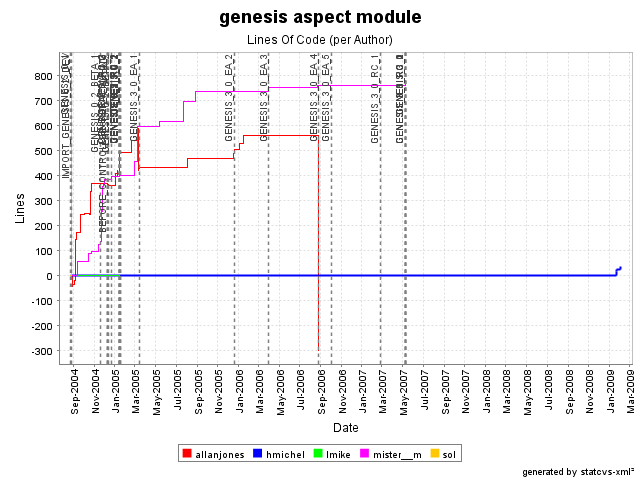 genesis aspect module
Lines Of Code (per Author)
Lines
800
700
600
500
400
300
200
100
0
-100
-200
-300
GENESIS_3_0_EA_1
GENESIS_3_0_EA_2
GENESIS_3_0_EA_3
GENESIS_3_0_EA_4
GENESIS_3_0_EA_5
GENESIS_3_0_RC_1
Sep-2004
Nov-2004
Jan-2005
Mar-2005
May-2005
Jul-2005
Sep-2005
Nov-2005
Jan-2006
Mar-2006
May-2006
Jul-2006
Sep-2006
Nov-2006
Jan-2007
Mar-2007
May-2007
Jul-2007
Sep-2007
Nov-2007
Jan-2008
Mar-2008
May-2008
Jul-2008
Sep-2008
Nov-2008
Jan-2009
Mar-2009
Date
allanjones hmichel lmike mister__m sol
generated by statcvs-xml²